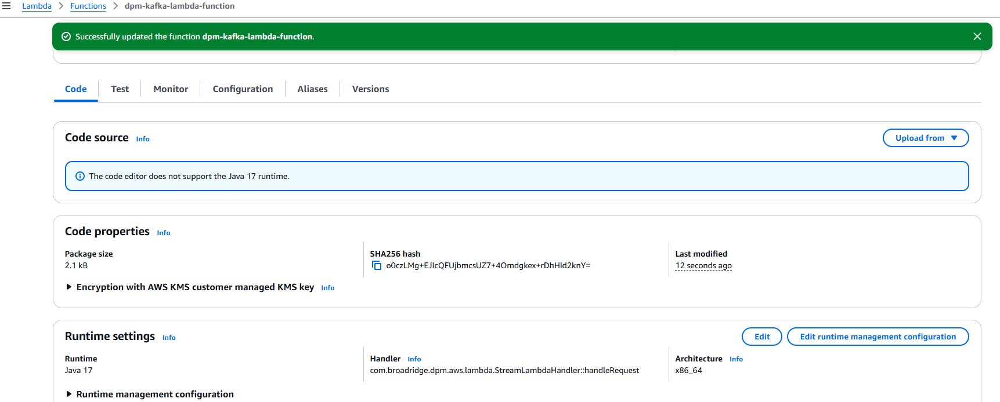 Lambda > Functions > dpm-kafka-lambda-function
Successfully updated the function dpm-kafka-lambda-function.
Code Test Monitor Configuration Aliases Versions
Code source Info Upload from
The code editor does not support the Java 17 runtime.
Code properties Info
Package size SHA256 hash Last modified
2.1 kB o0czLMg+EJIcQFUjbmcsUZ7+4Omdgkex+rDhHId2knY= 12 seconds ago
Encryption with AWS KMS customer managed KMS key Info
Runtime settings Info Edit Edit runtime management configuration
Runtime Handler Info Architecture Info
Java 17 com.broadridge.dpm.aws.lambda.StreamLambdaHandler::handleRequest x86_64
Runtime management configuration